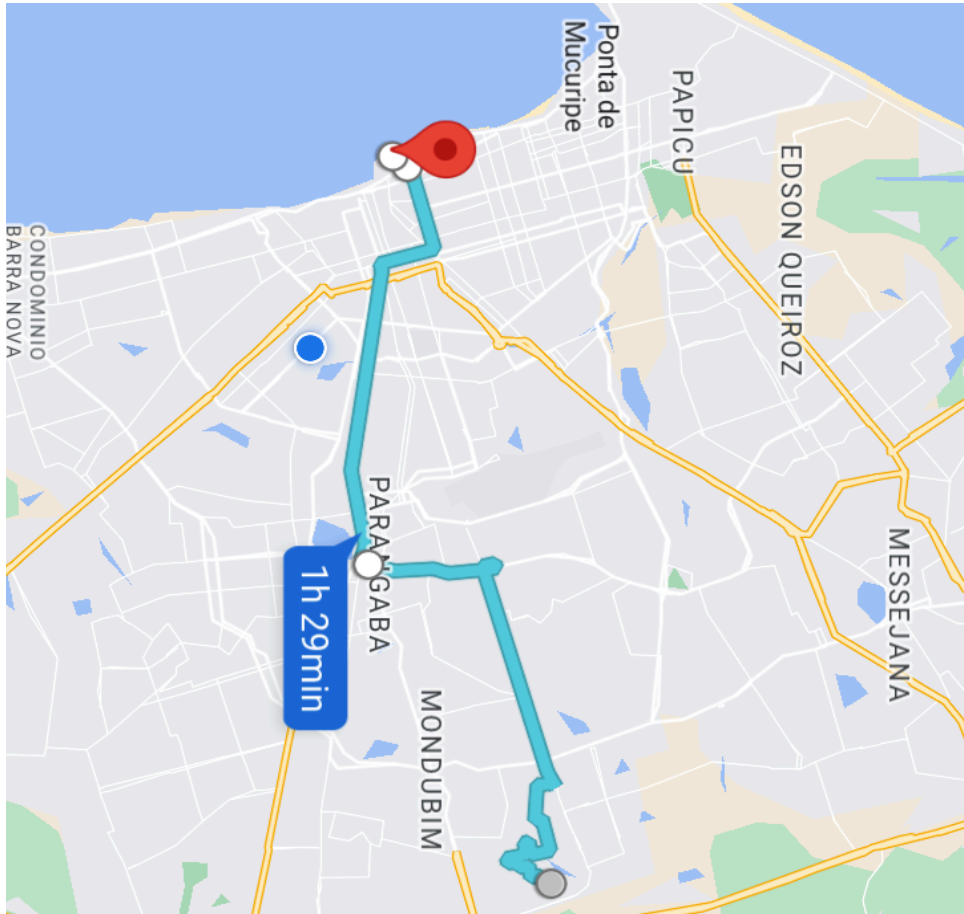 Ponta de
Mucuripe
PAPICU
EDSON QUEIROZ
CONDOMINIO
BARRA NOVA
PARANGABA
1h 29min
MESSEJANA
MONDUBIM